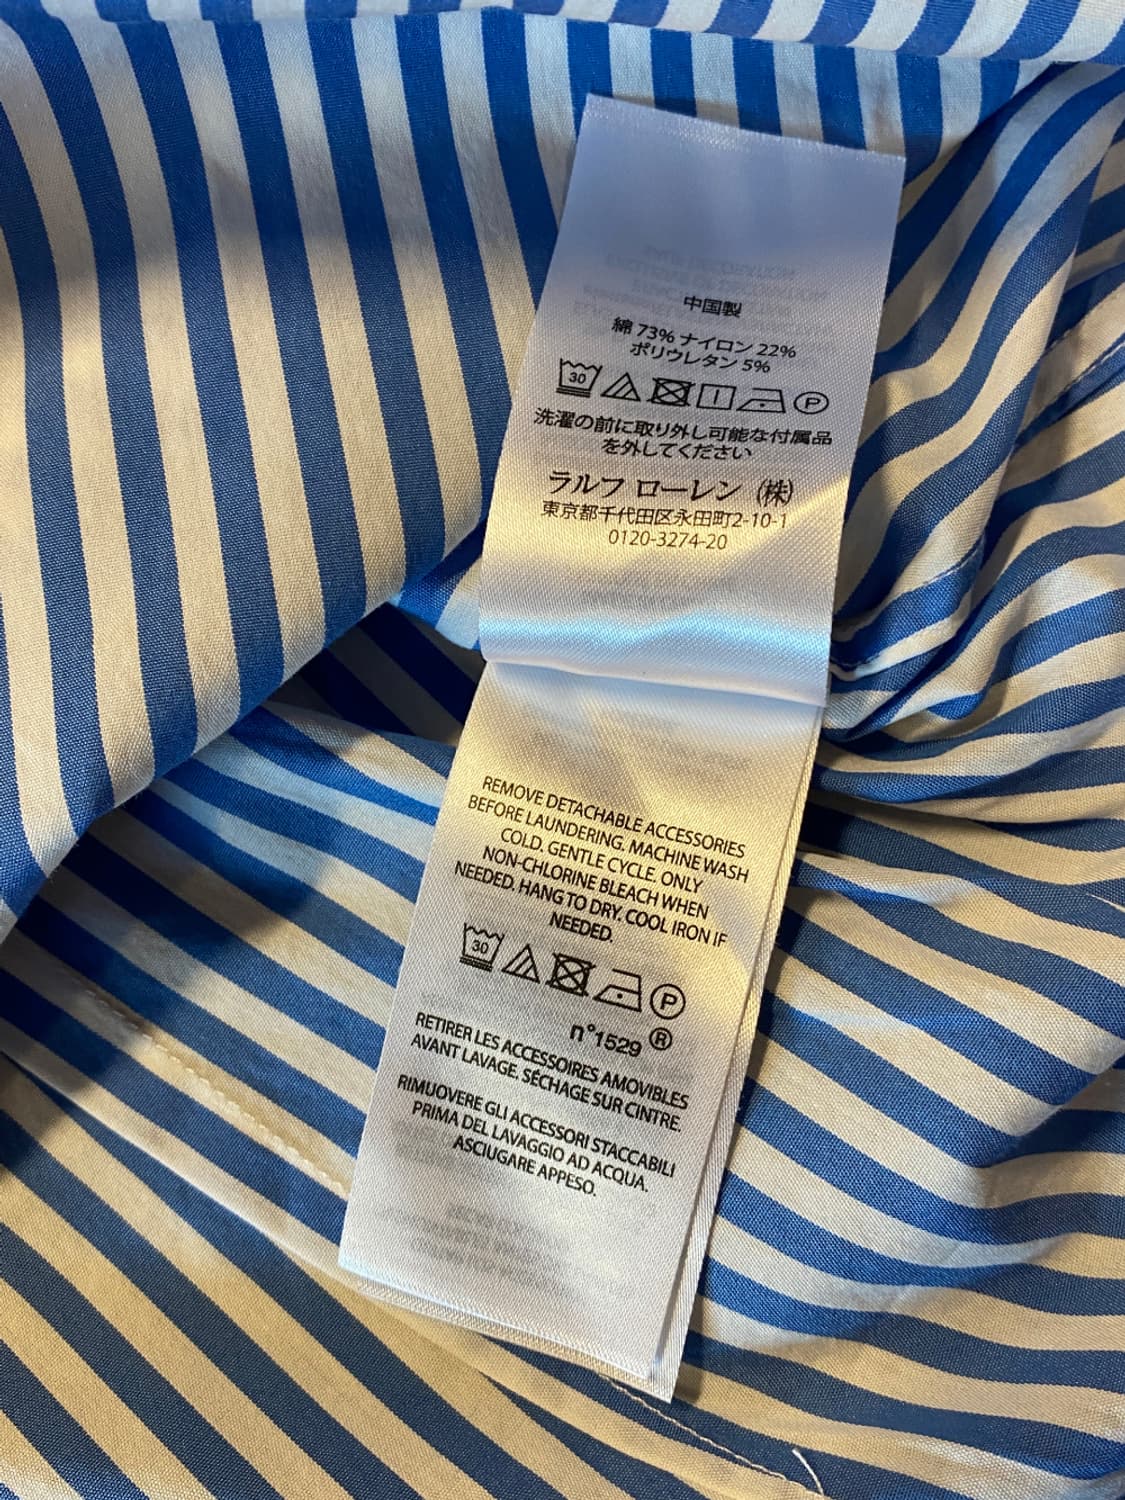 中国製
綿 73% ナイロン 22%
ポリウレタン 5%
30 P
洗濯の前に取り外し可能な付属品
を外してください
ラルフ ローレン (株)
東京都千代田区永田町2-10-1
0120-3274-20
REMOVE DETACHABLE ACCESSORIES
BEFORE LAUNDERING. MACHINE WASH
COLD. GENTLE CYCLE. ONLY
NON-CHLORINE BLEACH WHEN
NEEDED. HANG TO DRY. COOL IRON IF
NEEDED.
30 P
n°1529 ®
RETIRER LES ACCESSOIRES AMOVIBLES
AVANT LAVAGE. SÉCHAGE SUR CINTRE.
RIMUOVERE GLI ACCESSORI STACCABILI
PRIMA DEL LAVAGGIO AD ACQUA.
ASCIUGARE APPESO.